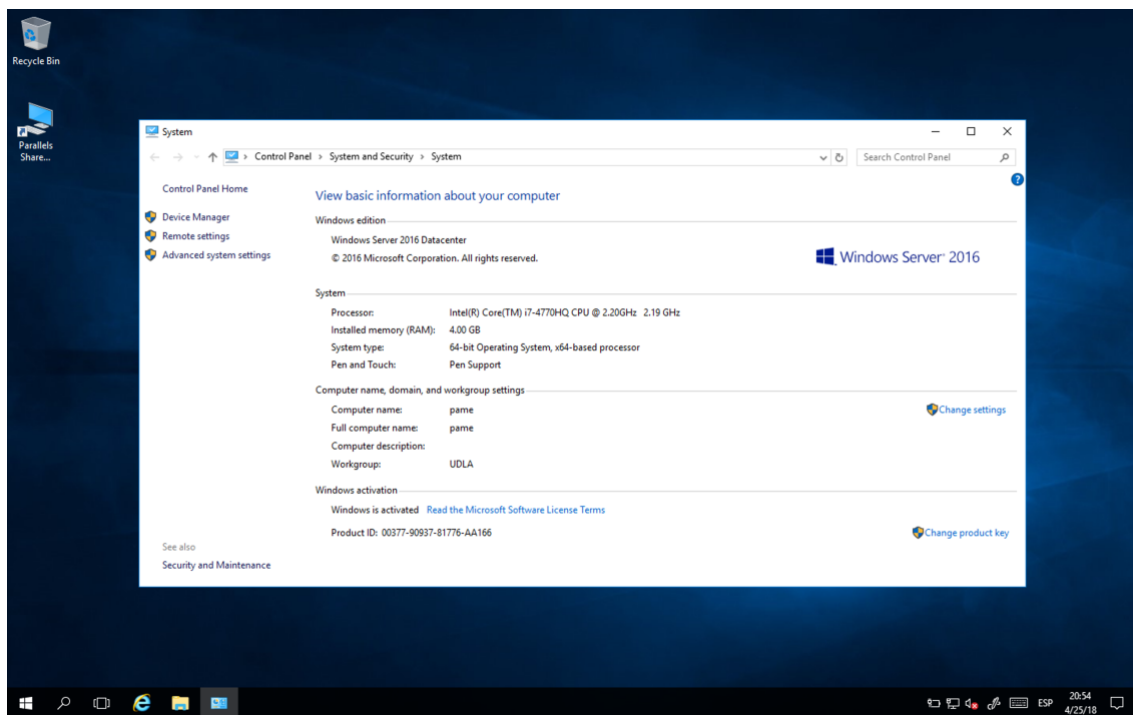 Recycle Bin
Parallels
Share...
System
Control Panel > System and Security > System
Search Control Panel
Control Panel Home
Device Manager
Remote settings
Advanced system settings
View basic information about your computer
Windows edition
Windows Server 2016 Datacenter
© 2016 Microsoft Corporation. All rights reserved.
Windows Server® 2016
System
Processor: Intel(R) Core(TM) i7-4770HQ CPU @ 2.20GHz 2.19 GHz
Installed memory (RAM): 4.00 GB
System type: 64-bit Operating System, x64-based processor
Pen and Touch: Pen Support
Computer name, domain, and workgroup settings
Computer name: pame
Change settings
Full computer name: pame
Computer description:
Workgroup: UDLA
Windows activation
Windows is activated Read the Microsoft Software License Terms
Product ID: 00377-90937-81776-AA166
Change product key
See also
Security and Maintenance
ESP
20:54
4/25/18